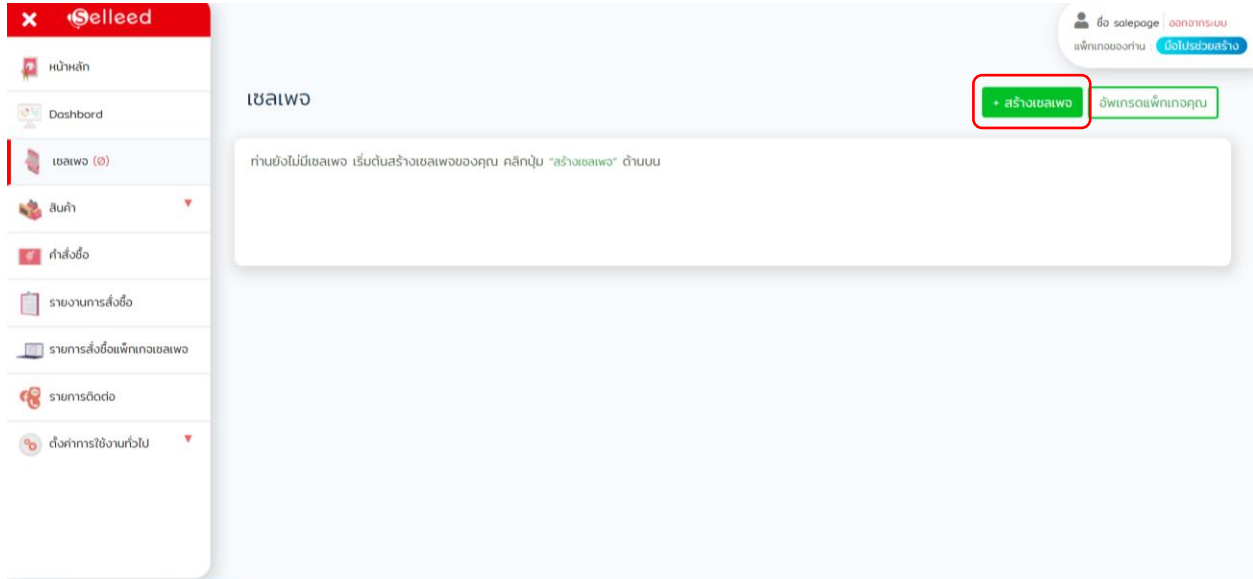 Selleed
ชื่อ salepage ออกจากระบบ
แพ็กเกจของท่าน : มือโปรช่วยสร้าง
หน้าหลัก
Dashbord
เซลเพจ (0)
สินค้า
คำสั่งซื้อ
รายงานการสั่งซื้อ
รายการสั่งซื้อแพ็กเกจเซลเพจ
รายการติดต่อ
ตั้งค่าการใช้งานทั่วไป
เซลเพจ
+ สร้างเซลเพจ
อัพเกรดแพ็กเกจคุณ
ท่านยังไม่มีเซลเพจ เริ่มต้นสร้างเซลเพจของคุณ คลิกปุ่ม "สร้างเซลเพจ" ด้านบน